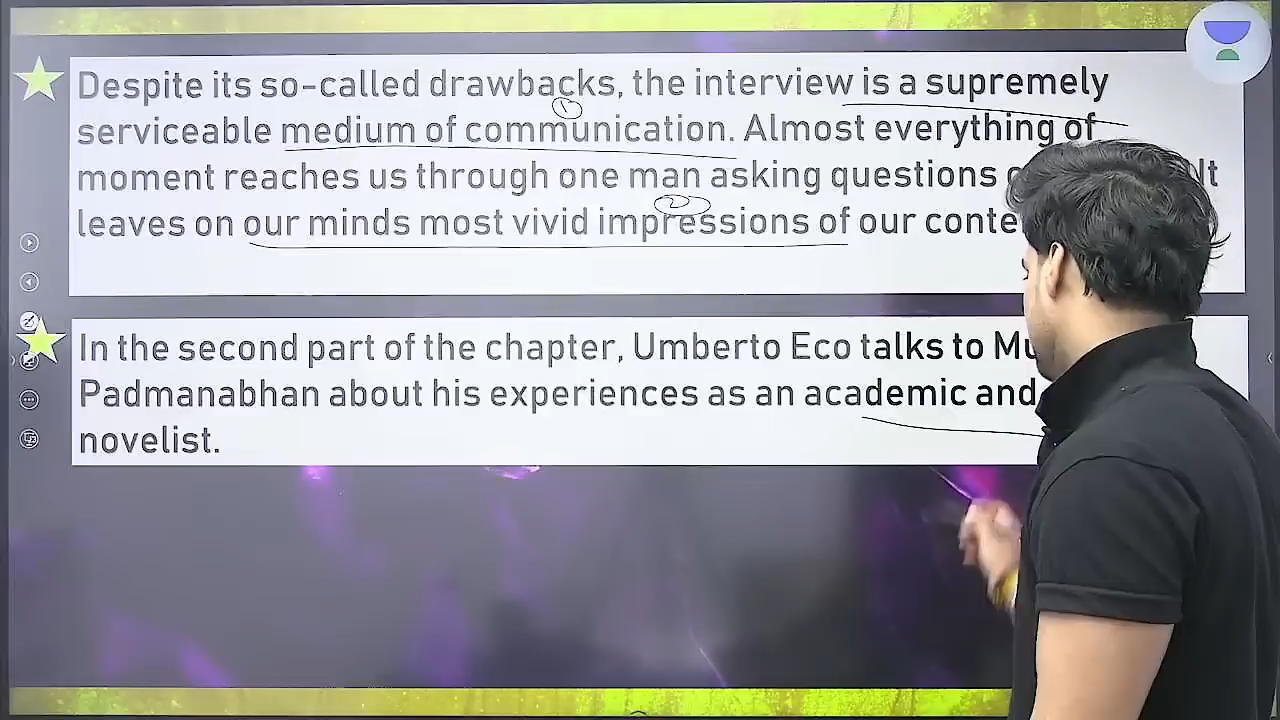 Despite its so-called drawbacks, the interview is a supremely
1
serviceable medium of communication. Almost everything of
moment reaches us through one man asking questions
2
leaves on our minds most vivid impressions of our
In the second part of the chapter, Umberto Eco talks to
Padmanabhan about his experiences as an academic and
novelist.